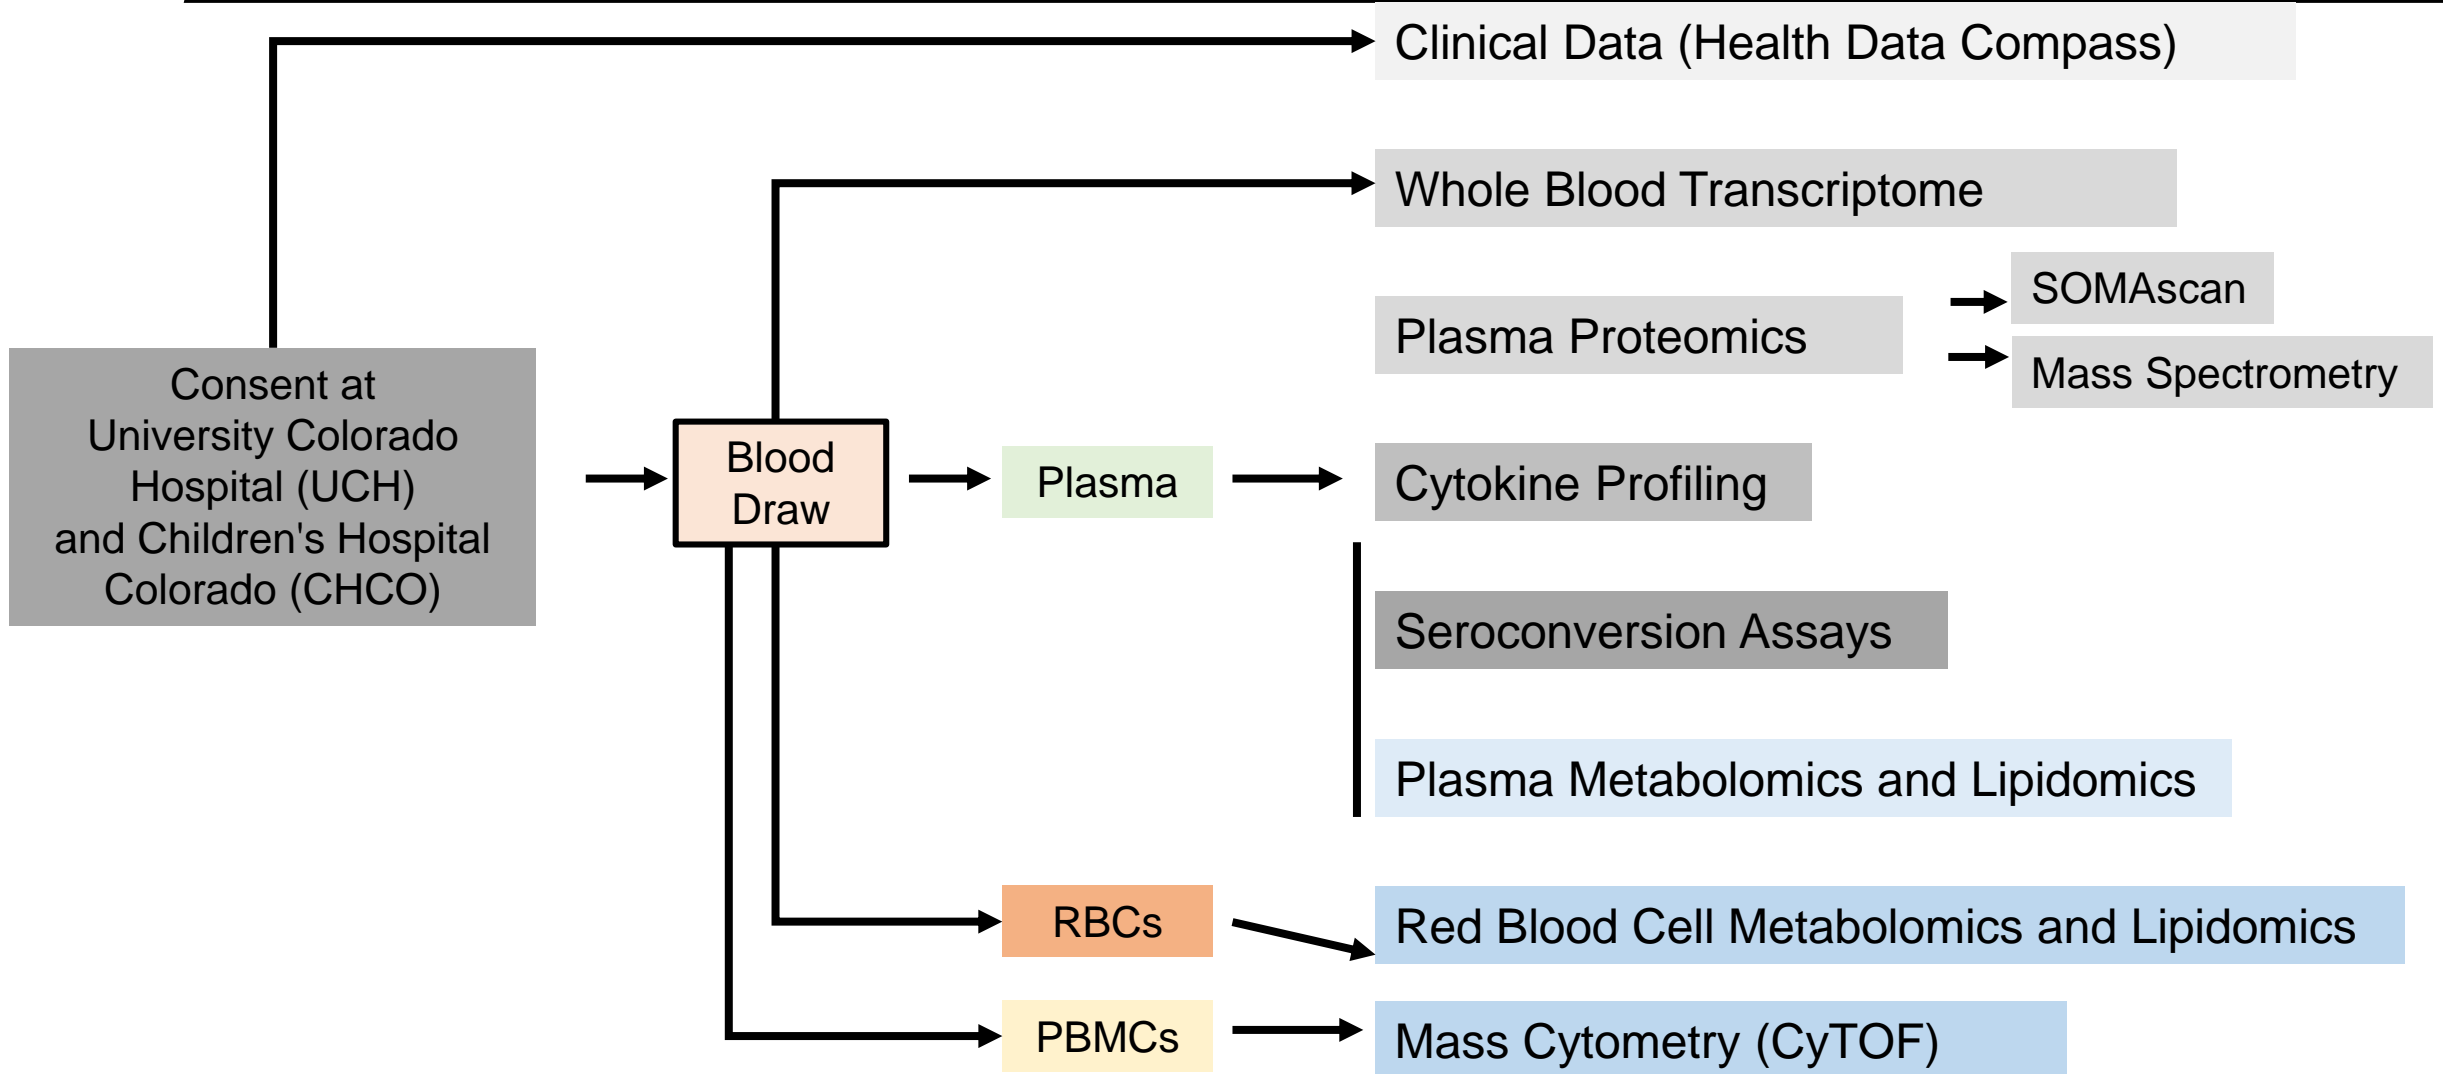 Clinical Data (Health Data Compass)
Whole Blood Transcriptome
SOMAscan
Plasma Proteomics
Mass Spectrometry
Consent at
University Colorado
Hospital (UCH)
and Children's Hospital
Colorado (CHCO)
Blood
Draw
Plasma
Cytokine Profiling
Seroconversion Assays
Plasma Metabolomics and Lipidomics
RBCs
Red Blood Cell Metabolomics and Lipidomics
PBMCs
Mass Cytometry (CyTOF)